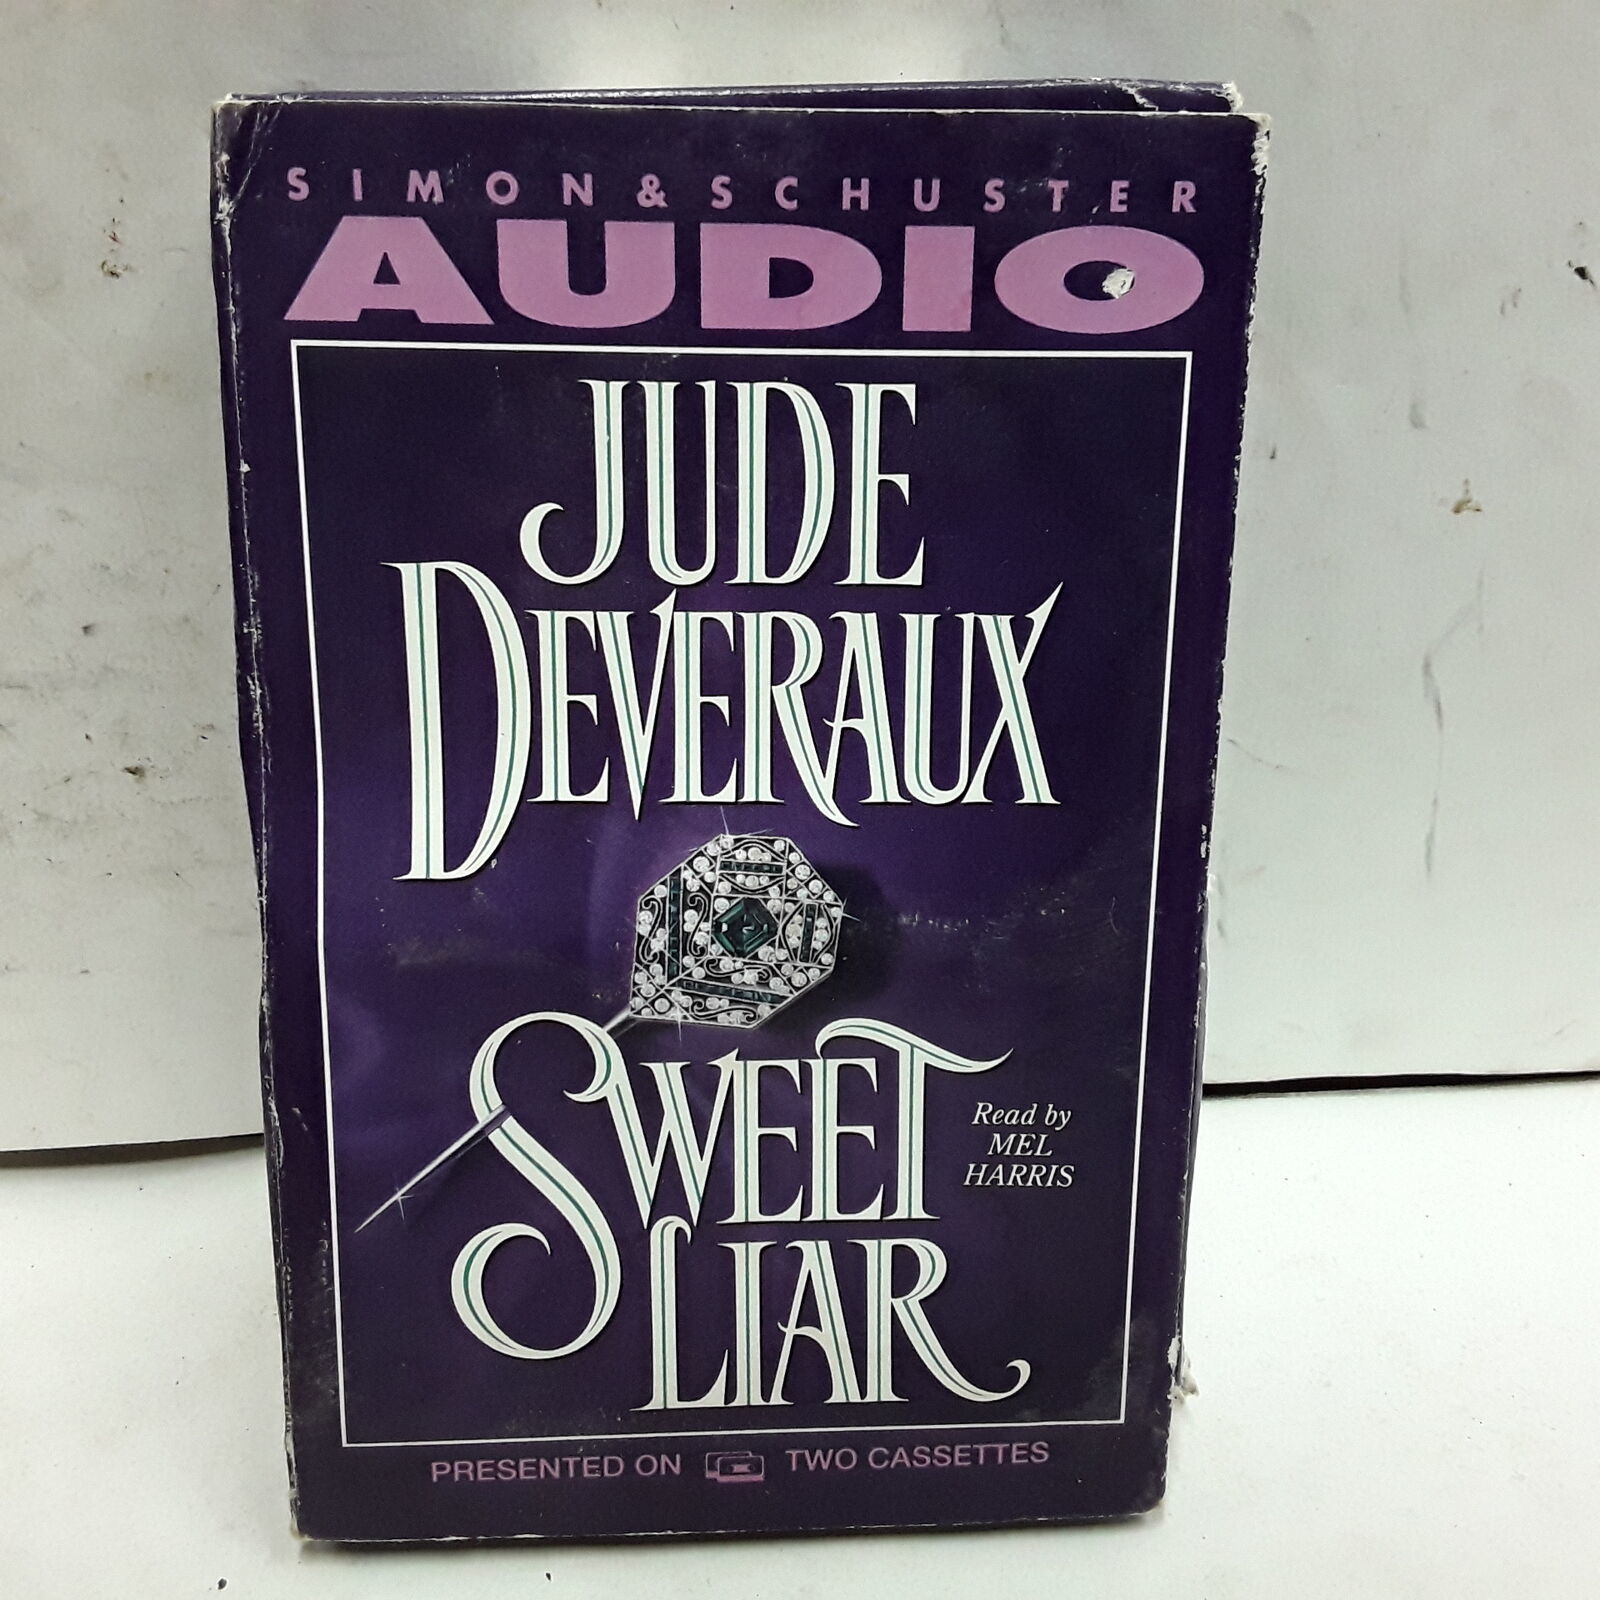 SIMON & SCHUSTER
AUDIO
JUDE
DEVERAUX
SWEET
LIAR
Read by
MEL
HARRIS
PRESENTED ON TWO CASSETTES